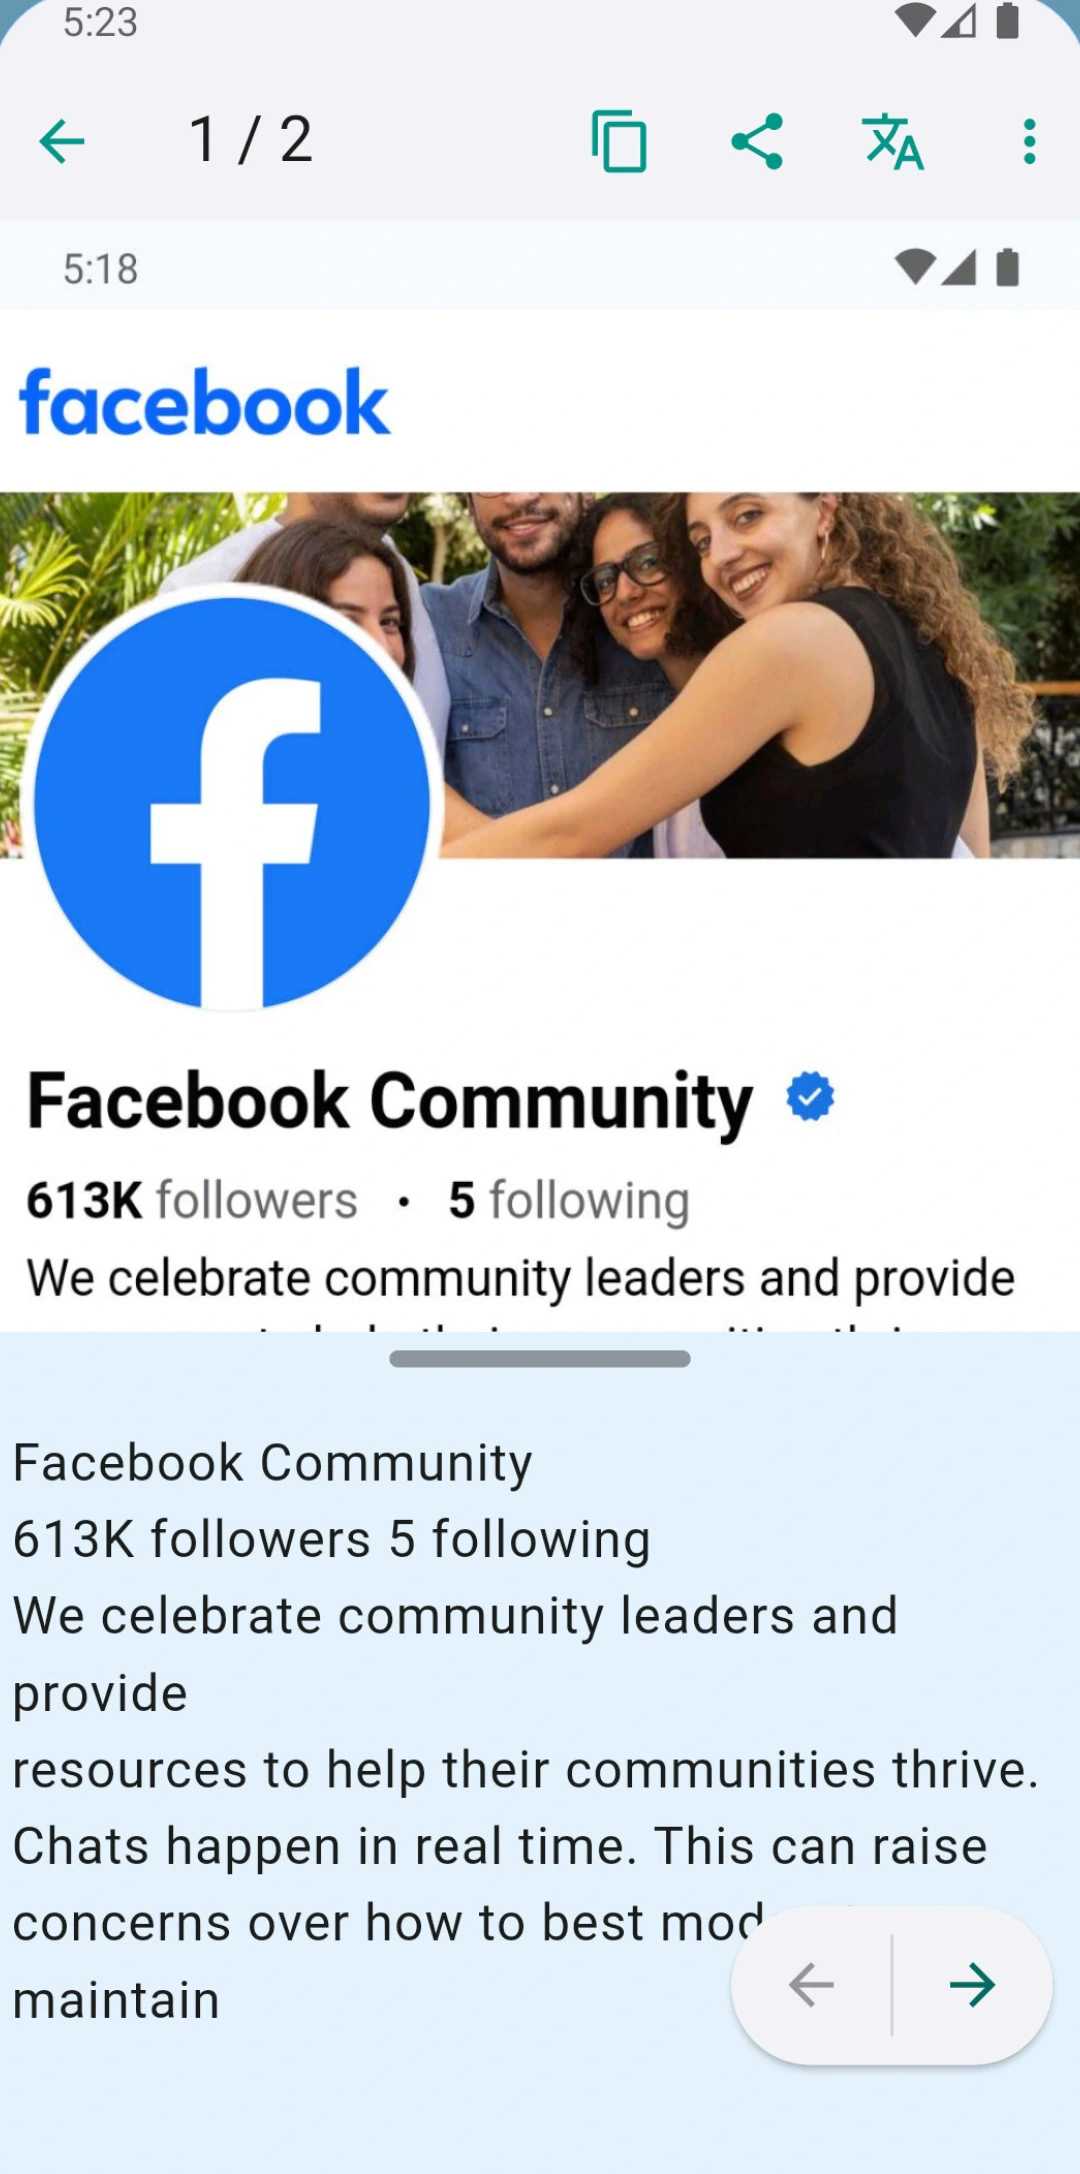 5:23
1 / 2
5:18
facebook
Facebook Community
613K followers • 5 following
We celebrate community leaders and provide
Facebook Community
613K followers 5 following
We celebrate community leaders and
provide
resources to help their communities thrive.
Chats happen in real time. This can raise
concerns over how to best
maintain